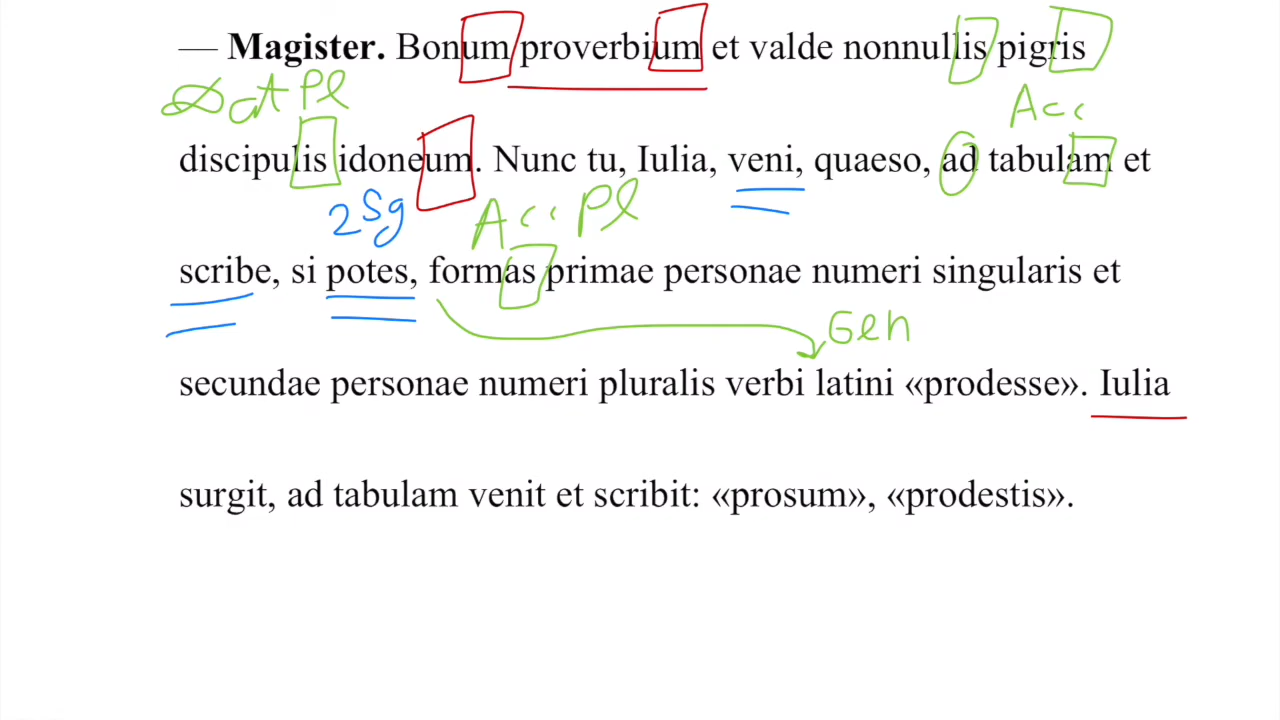 — Magister. Bonum proverbium et valde nonnullis pigris
Dat Pl
Acc
discipulis idoneum. Nunc tu, Iulia, veni, quaeso, ad tabulam et
2 Sg
Acc Pl
scribe, si potes, formas primae personae numeri singularis et
Gen
secundae personae numeri pluralis verbi latini «prodesse». Iulia
surgit, ad tabulam venit et scribit: «prosum», «prodestis».